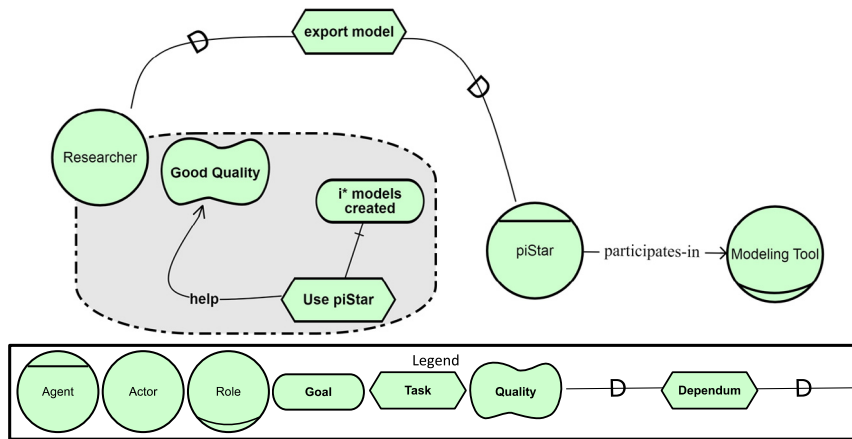 export model
D
D
Researcher
Good Quality
i* models
created
piStar
participates-in
Modeling Tool
help
Use piStar
Legend
Agent
Actor
Role
Goal
Task
Quality
D
Dependum
D